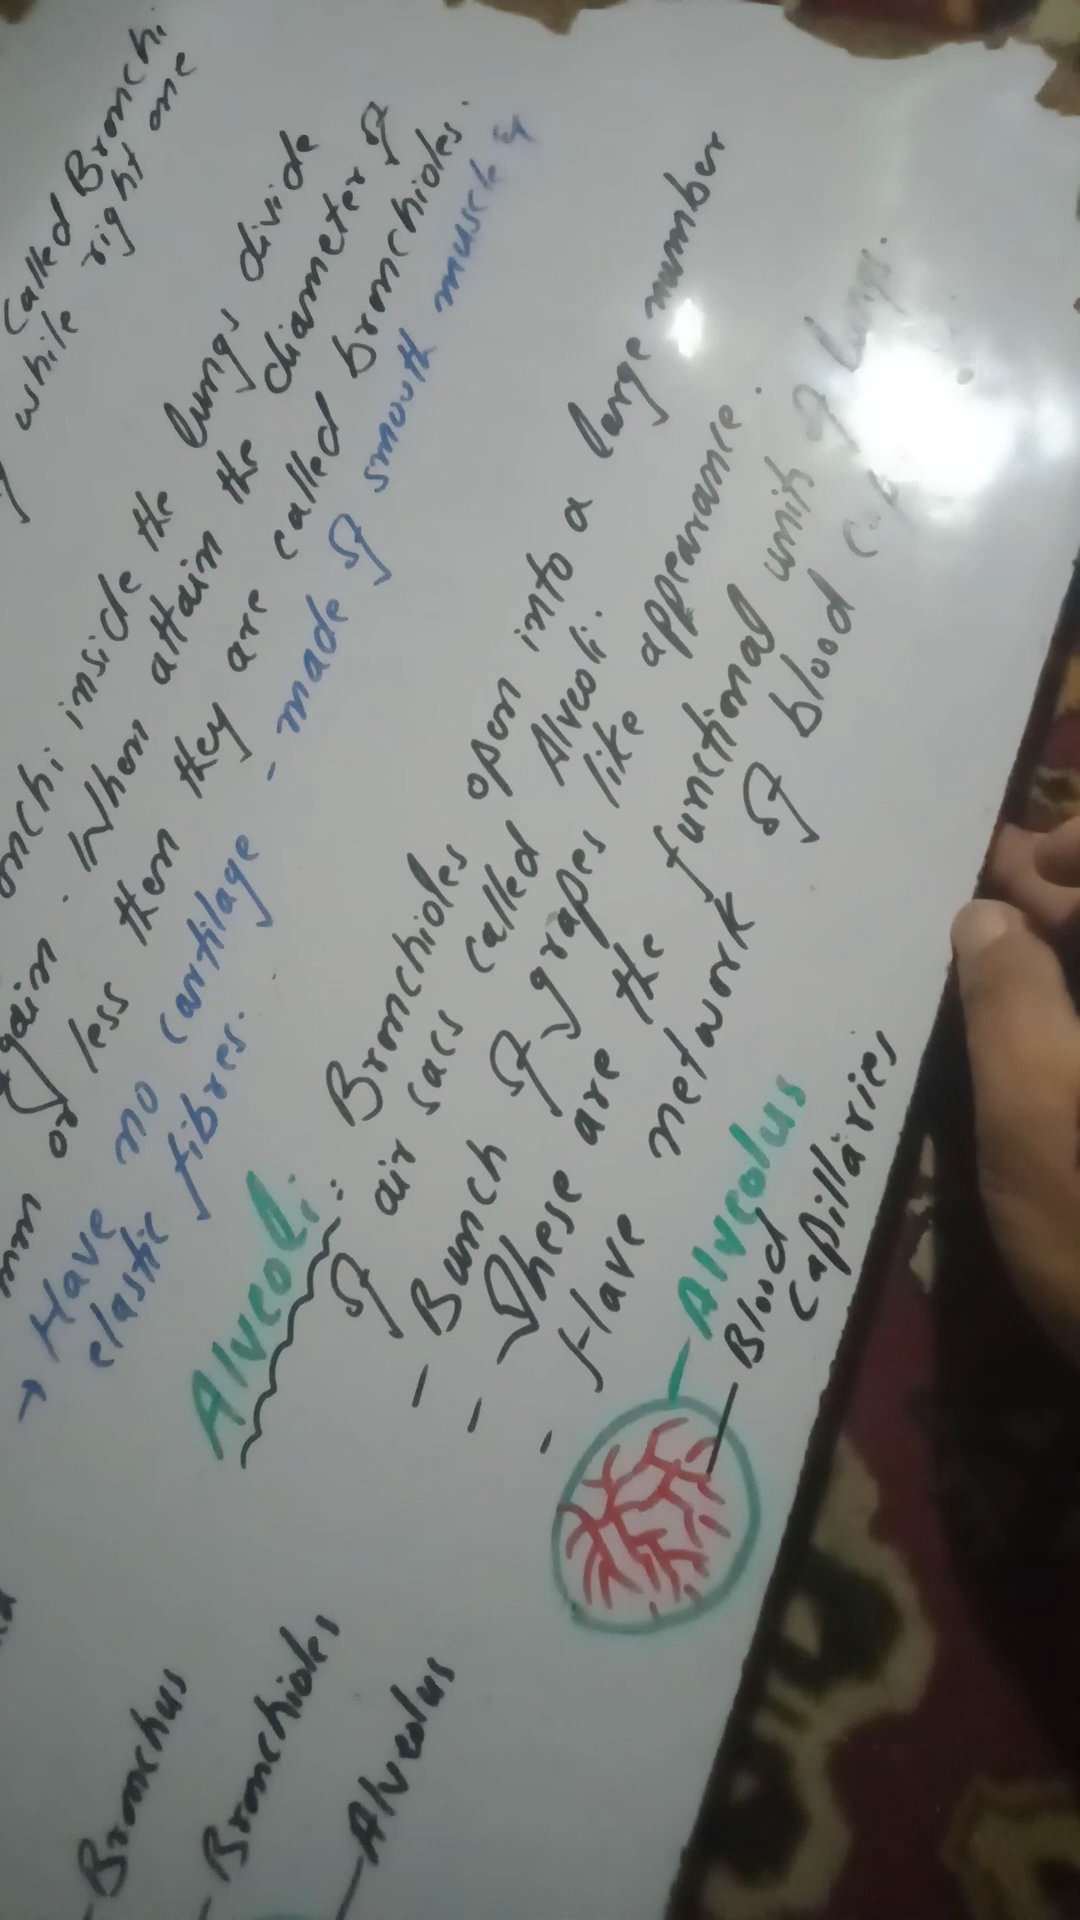 called Bronchi
while right one
onchi inside the lungs divide
again. When attain the diameter of
mm or less then they are called bronchioles.
→ Have no cartilage - made of smooth muscle &
elastic fibres.
Alveoli:
Bronchioles open into a large number
of air sacs called Alveoli.
- Bunch of grapes like appearance.
- These are the functional units of lungs.
- Have network of blood
Alveolus
Blood
capillaries
Bronchus
Bronchioles
Alveolus